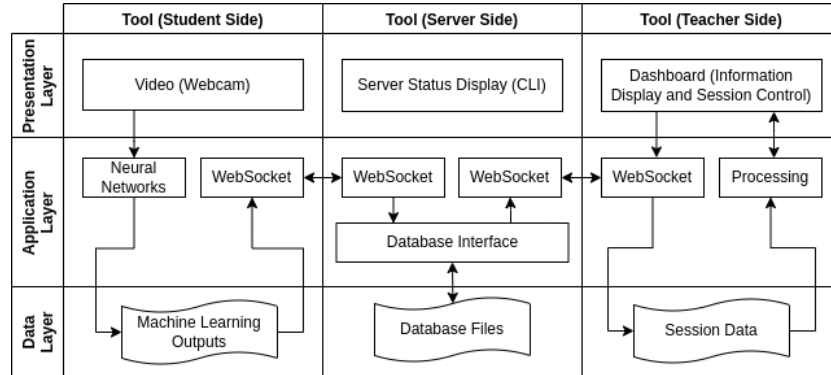 Tool (Student Side)
Tool (Server Side)
Tool (Teacher Side)
Presentation
Layer
Video (Webcam)
Server Status Display (CLI)
Dashboard (Information
Display and Session Control)
Application
Layer
Neural
Networks
WebSocket
WebSocket
WebSocket
WebSocket
Processing
Database Interface
Data
Layer
Machine Learning
Outputs
Database Files
Session Data